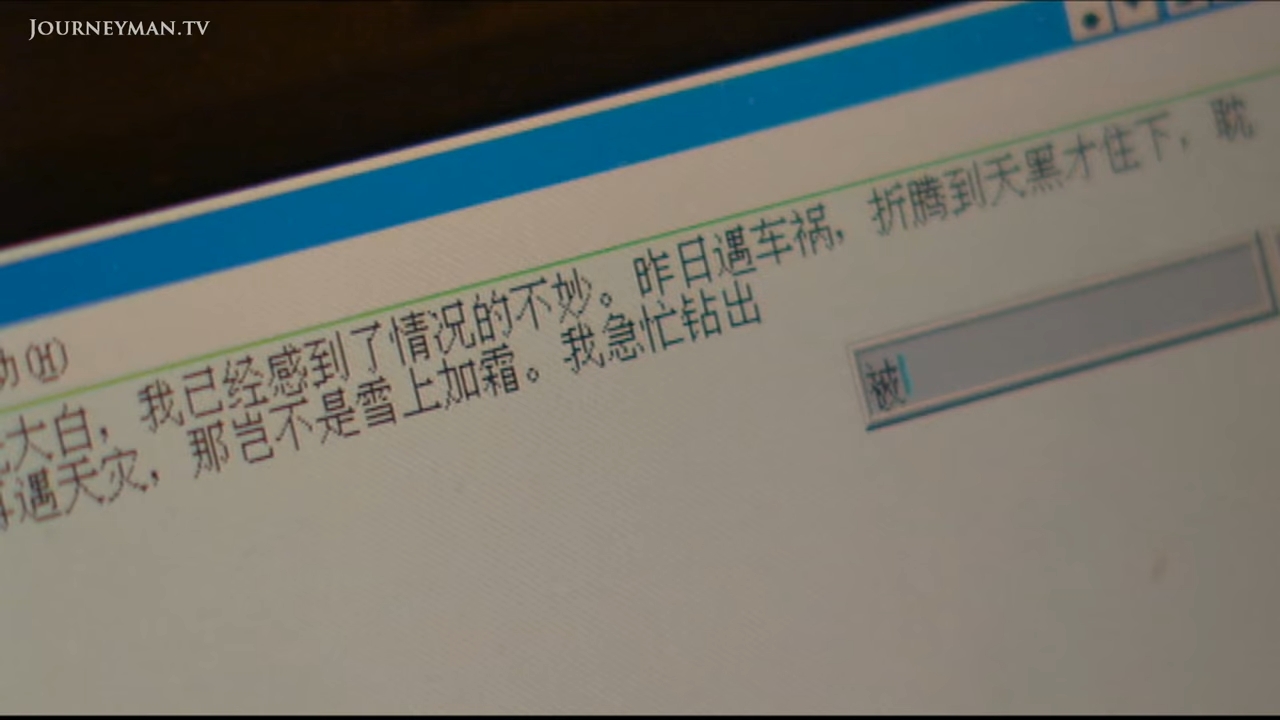 JOURNEYMAN.TV
(H)
大白，我已经感到了情况的不妙。昨日遇车祸，折腾到天黑才住下，耽
遇天灾，那岂不是雪上加霜。我急忙钻出
被